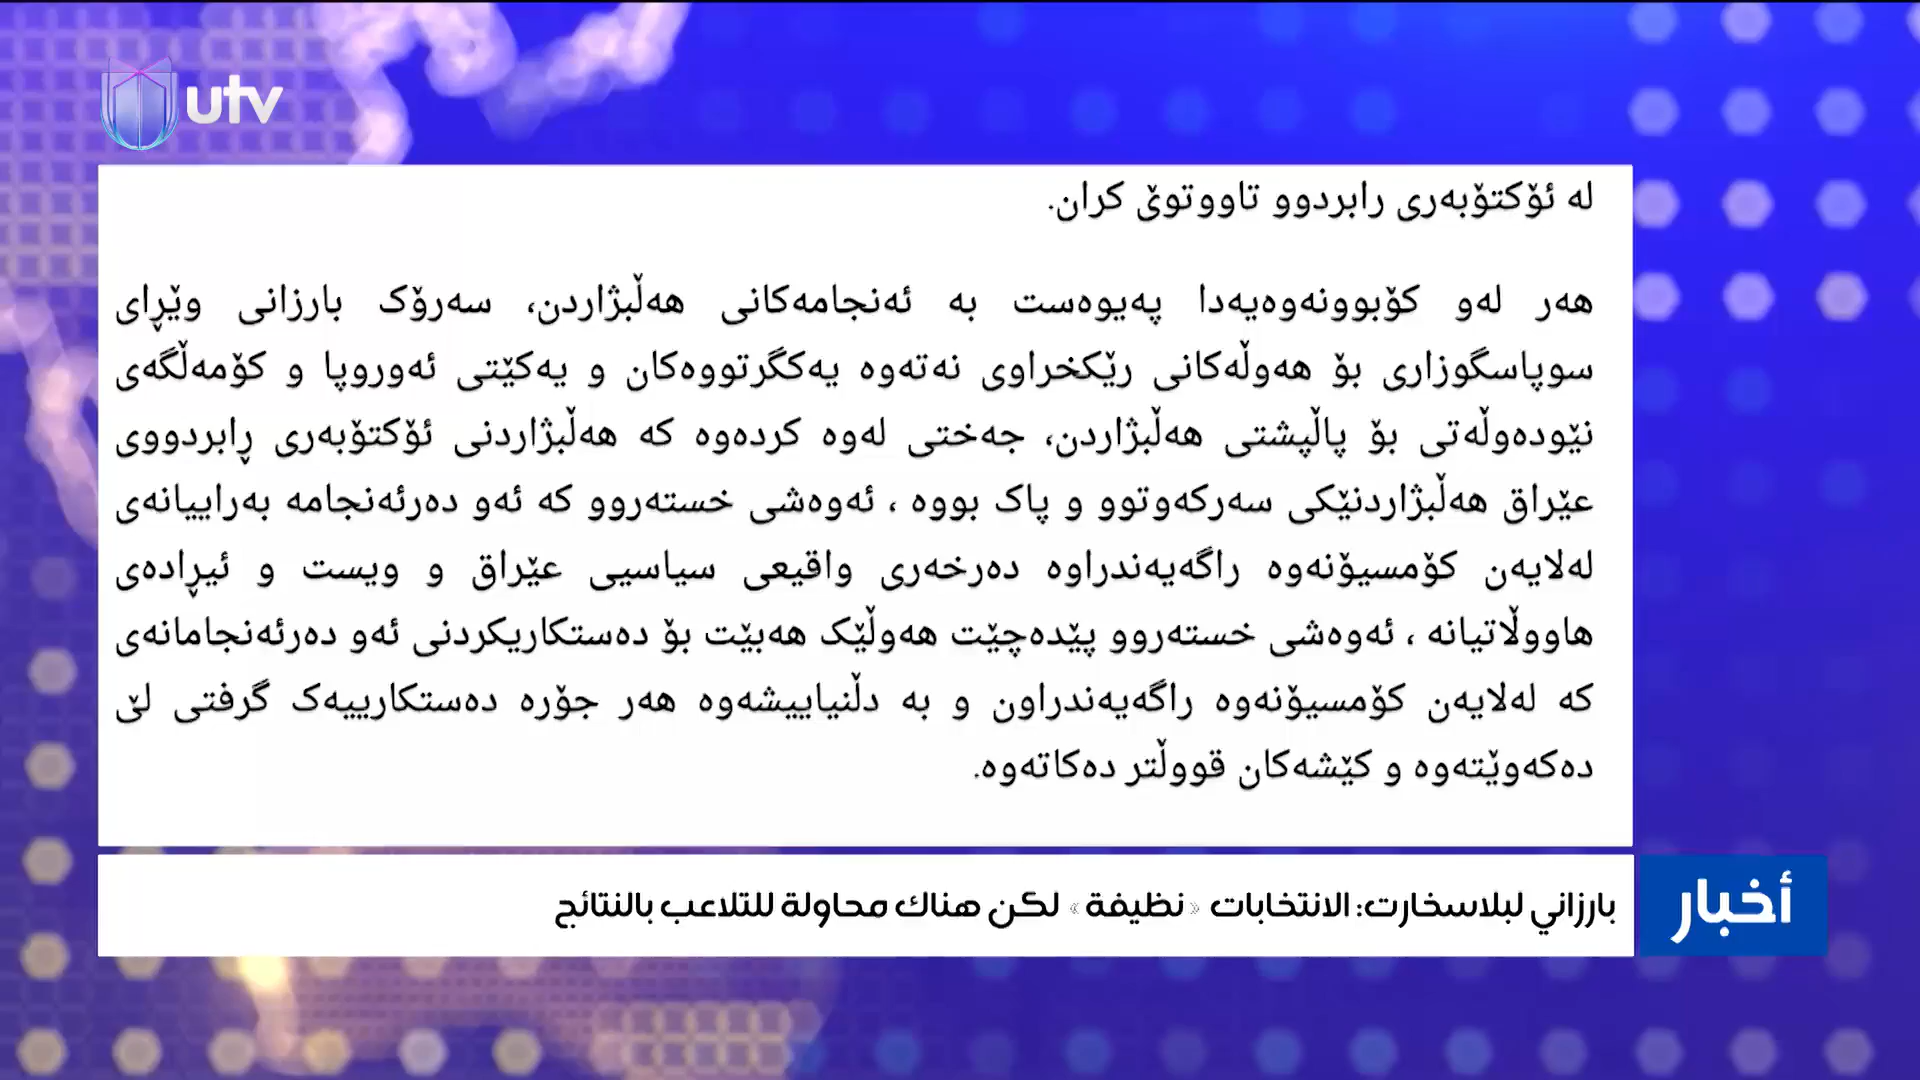 utv
لە ئۆکتۆبەری رابردوو تاووتوێ کران.
هەر لەو کۆبوونەوەیەدا پەیوەست بە ئەنجامەکانی هەڵبژاردن، سەرۆک بارزانی وێڕای
سوپاسگوزاری بۆ هەوڵەکانی رێکخراوی نەتەوە یەکگرتووەکان و یەکێتی ئەوروپا و کۆمەڵگەی
نێودەوڵەتی بۆ پاڵپشتی هەڵبژاردن، جەختی لەوە کردەوە کە هەڵبژاردنی ئۆکتۆبەری ڕابردووی
عێراق هەڵبژاردنێکی سەرکەوتوو و پاک بووە ، ئەوەشی خستەروو کە ئەو دەرئەنجامە بەراییانەی
لەلایەن کۆمسیۆنەوە راگەیەندراوە دەرخەری واقیعی سیاسیی عێراق و ویست و ئیڕادەی
هاووڵاتیانە ، ئەوەشی خستەروو پێدەچێت هەوڵێک هەبێت بۆ دەستکاریکردنی ئەو دەرئەنجامانەی
کە لەلایەن کۆمسیۆنەوە راگەیەندراون و بە دڵنیاییشەوە هەر جۆرە دەستکارییەک گرفتی لێ
دەکەوێتەوە و کێشەکان قووڵتر دەکاتەوە.
أخبار
بارزاني لبلاسخارت: الانتخابات «نظيفة» لكن هناك محاولة للتلاعب بالنتائج